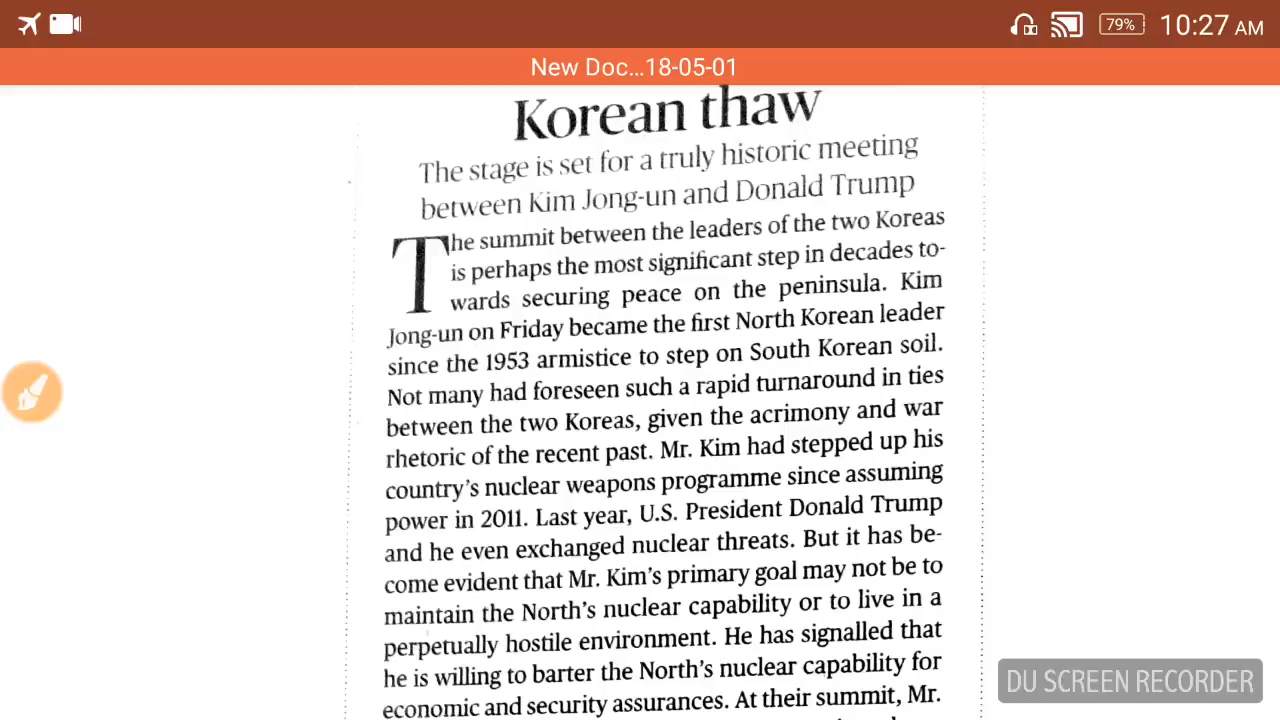 79% 10:27 AM
New Doc...18-05-01
Korean thaw
The stage is set for a truly historic meeting
between Kim Jong-un and Donald Trump
The summit between the leaders of the two Koreas
is perhaps the most significant step in decades to-
wards securing peace on the peninsula. Kim
Jong-un on Friday became the first North Korean leader
since the 1953 armistice to step on South Korean soil.
Not many had foreseen such a rapid turnaround in ties
between the two Koreas, given the acrimony and war
rhetoric of the recent past. Mr. Kim had stepped up his
country's nuclear weapons programme since assuming
power in 2011. Last year, U.S. President Donald Trump
and he even exchanged nuclear threats. But it has be-
come evident that Mr. Kim's primary goal may not be to
maintain the North's nuclear capability or to live in a
perpetually hostile environment. He has signalled that
he is willing to barter the North's nuclear capability for
economic and security assurances. At their summit, Mr.
DU SCREEN RECORDER